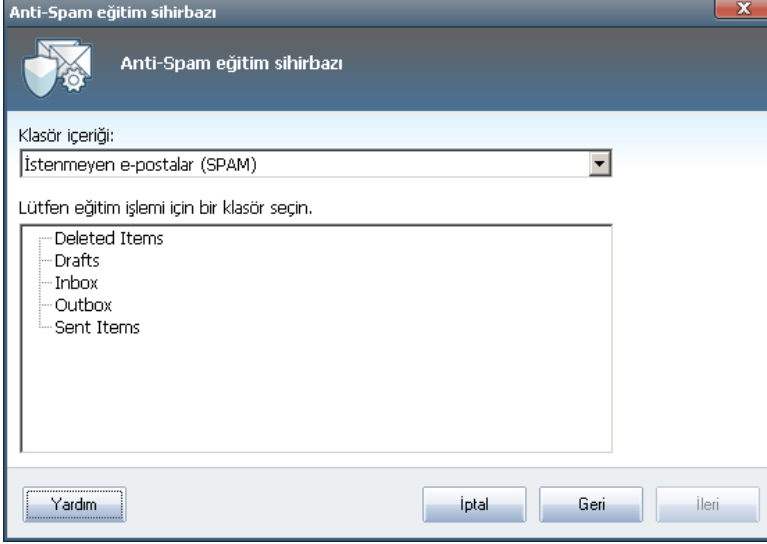 Anti-Spam eğitim sihirbazı
Anti-Spam eğitim sihirbazı
Klasör içeriği:
İstenmeyen e-postalar (SPAM)
Lütfen eğitim işlemi için bir klasör seçin.
Deleted Items
Drafts
Inbox
Outbox
Sent Items
Yardım İptal Geri İleri